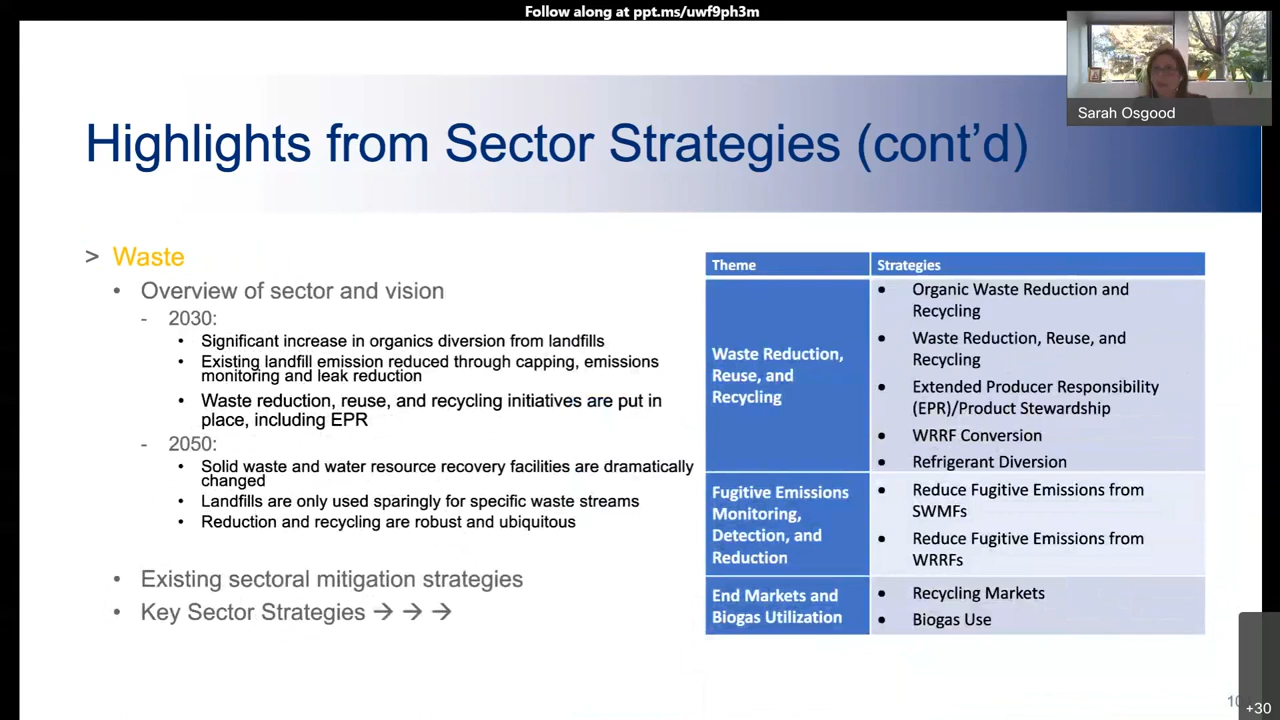 Follow along at ppt.ms/uwf9ph3m
Sarah Osgood
Highlights from Sector Strategies (cont'd)
> Waste
• Overview of sector and vision
- 2030:
• Significant increase in organics diversion from landfills
• Existing landfill emission reduced through capping, emissions
monitoring and leak reduction
• Waste reduction, reuse, and recycling initiatives are put in
place, including EPR
- 2050:
• Solid waste and water resource recovery facilities are dramatically
changed
• Landfills are only used sparingly for specific waste streams
• Reduction and recycling are robust and ubiquitous
• Existing sectoral mitigation strategies
• Key Sector Strategies → → →
Theme
Strategies
Waste Reduction,
Reuse, and
Recycling
• Organic Waste Reduction and
Recycling
• Waste Reduction, Reuse, and
Recycling
• Extended Producer Responsibility
(EPR)/Product Stewardship
• WRRF Conversion
• Refrigerant Diversion
Fugitive Emissions
Monitoring,
Detection, and
Reduction
• Reduce Fugitive Emissions from
SWMFs
• Reduce Fugitive Emissions from
WRRFs
End Markets and
Biogas Utilization
• Recycling Markets
• Biogas Use
+30